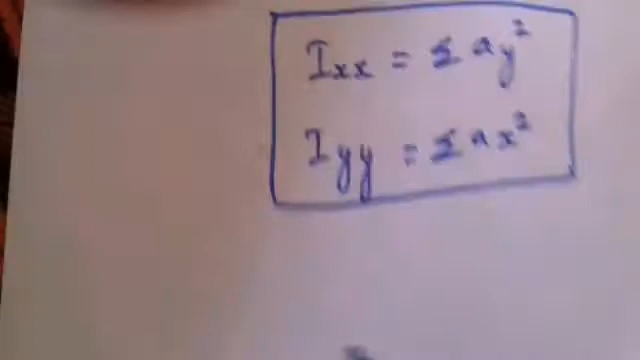 Ixx = Σ ay²
Iyy = Σ ax²